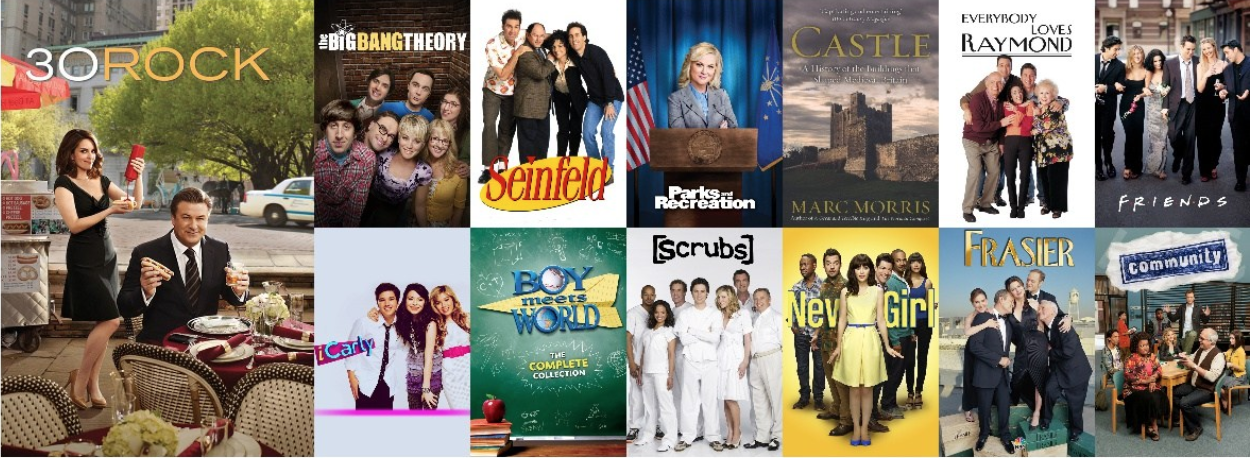 30ROCK
the BiG BANG THEORY
Seinfeld
Parks and
Recreation
CASTLE
A History of the Buildings that
Shaped Medieval Britain
MARC MORRIS
EVERYBODY
LOVES
RAYMOND
F·R·I·E·N·D·S
iCarly
BOY
meets
WORLD
THE
COMPLETE
COLLECTION
[scrubs]
New Girl
FRASIER
community